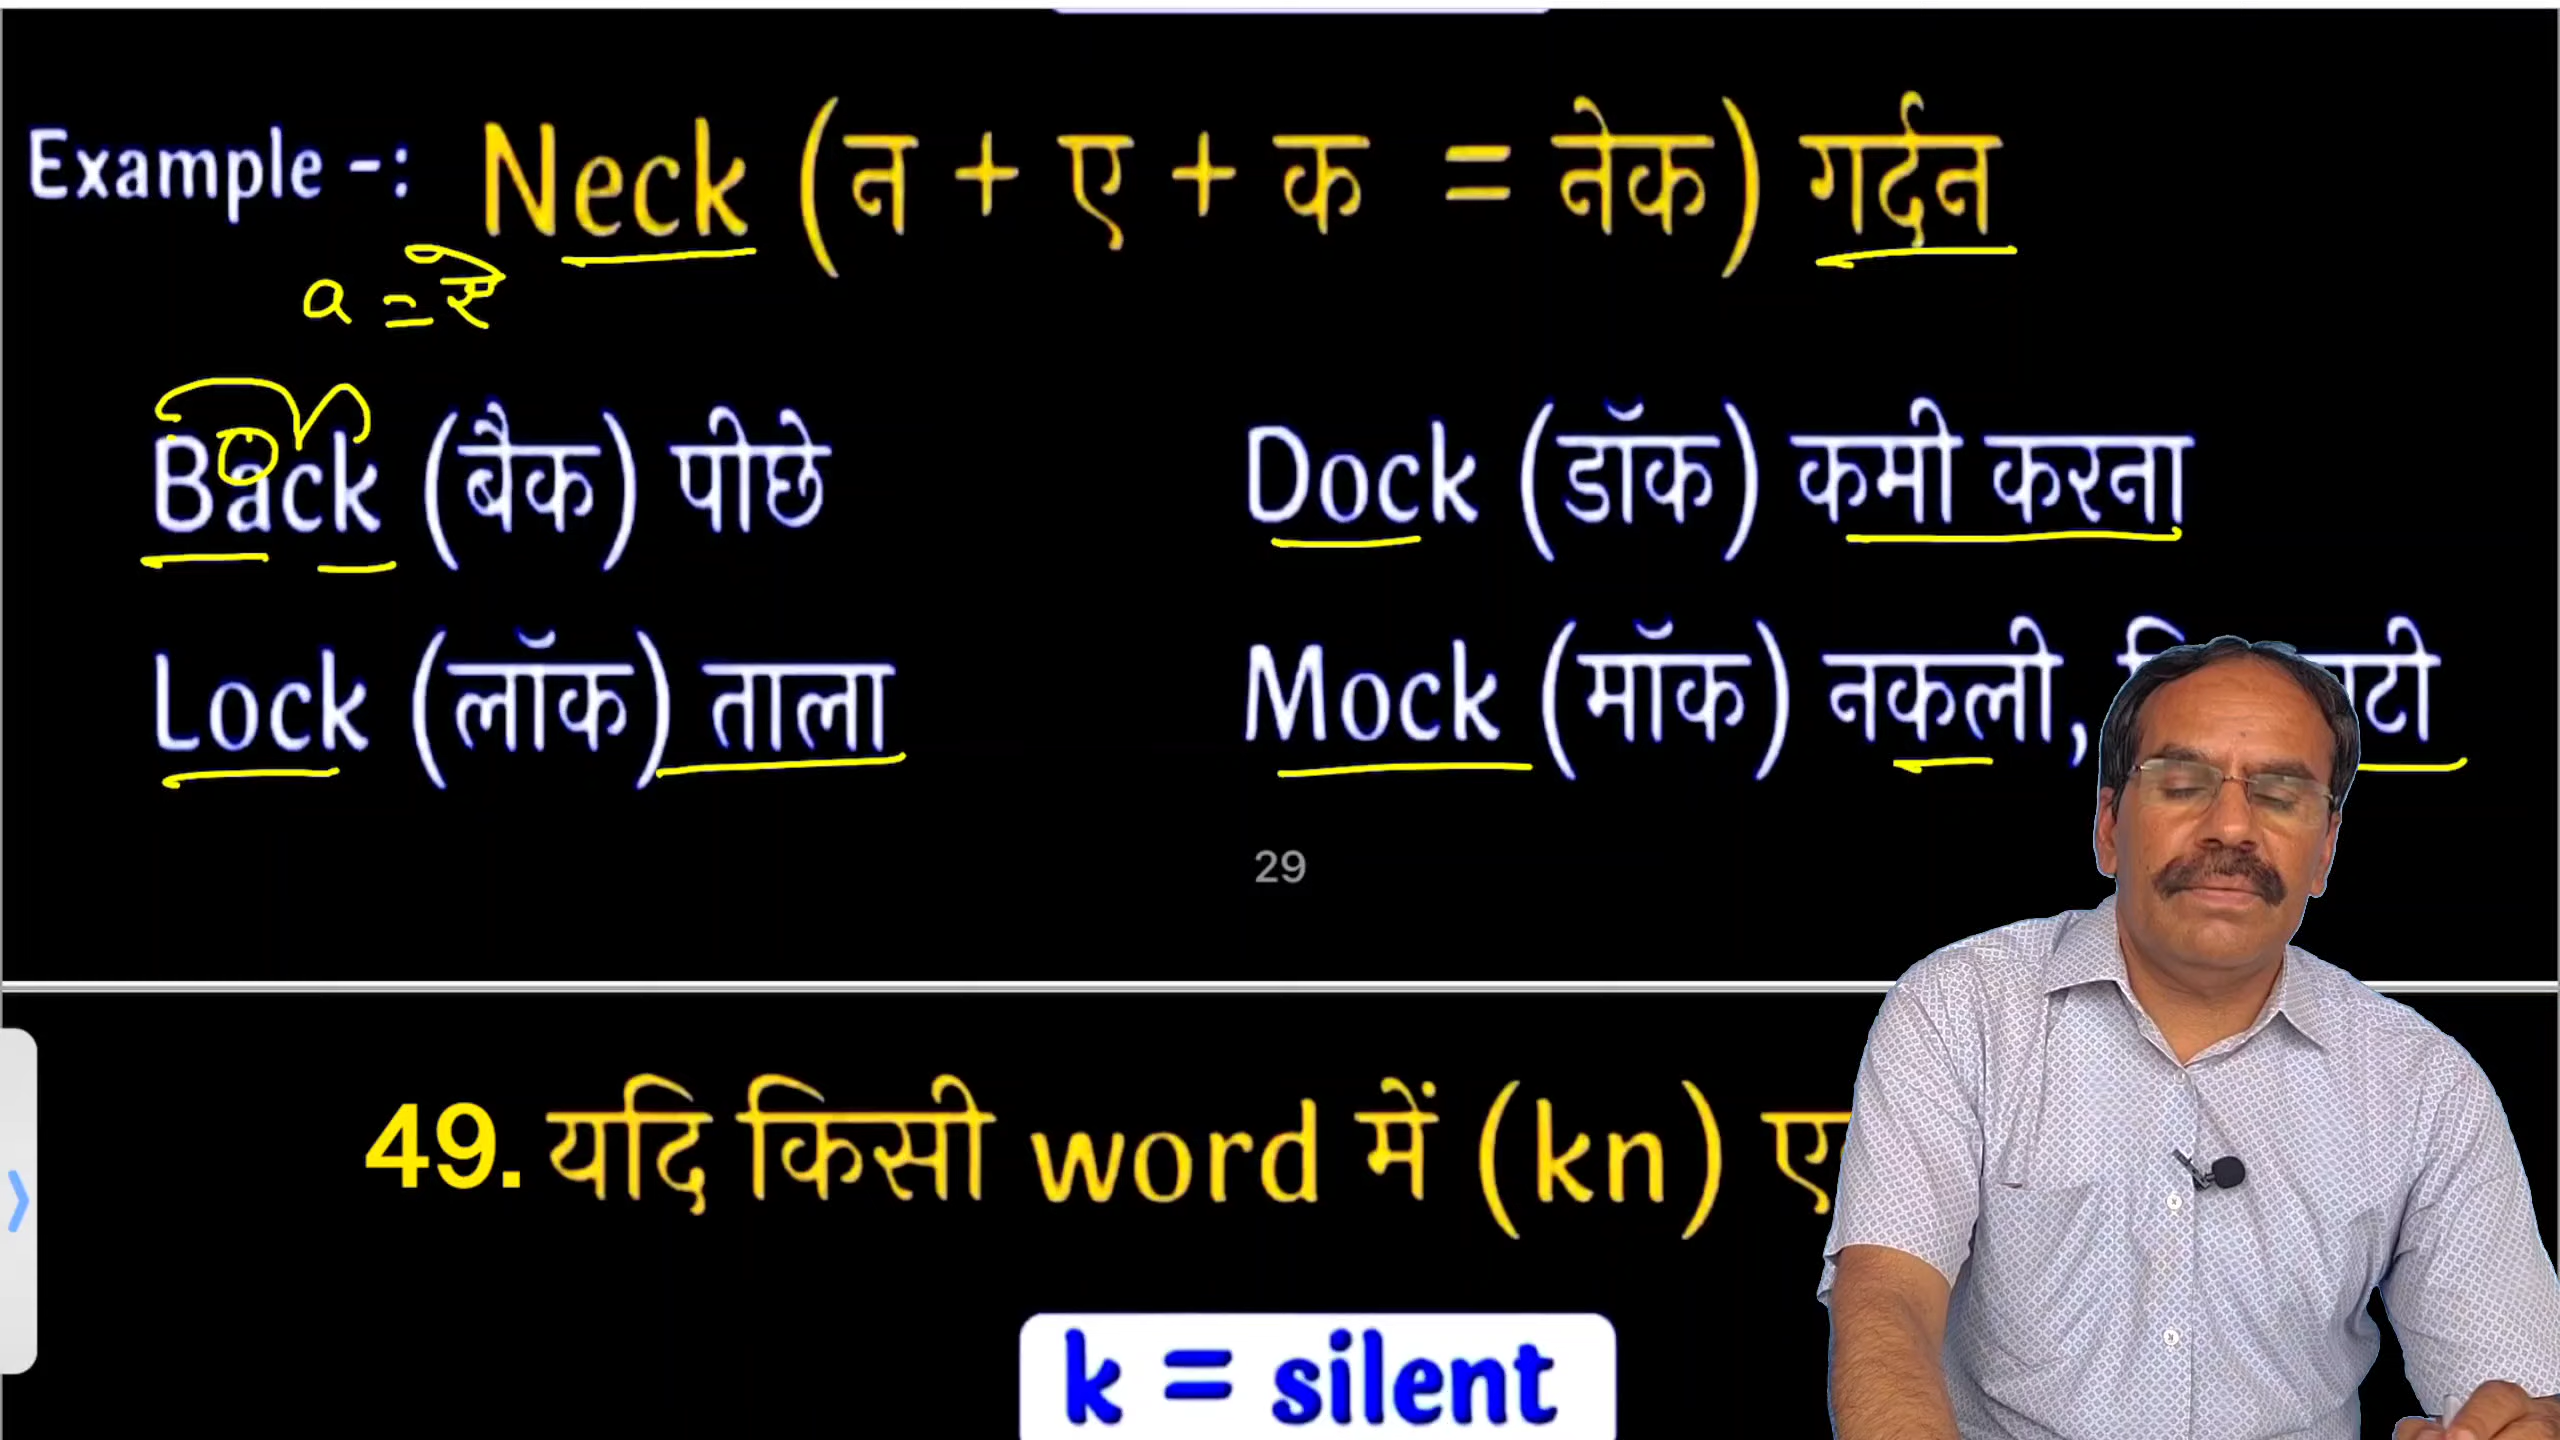 Example -: Neck (न + ए + क = नेक) गर्दन
a =
Back (बैक) पीछे
Dock (डॉक) कमी करना
Lock (लॉक) ताला
Mock (मॉक) नकली,
29
49. यदि किसी word में (kn)
k = silent